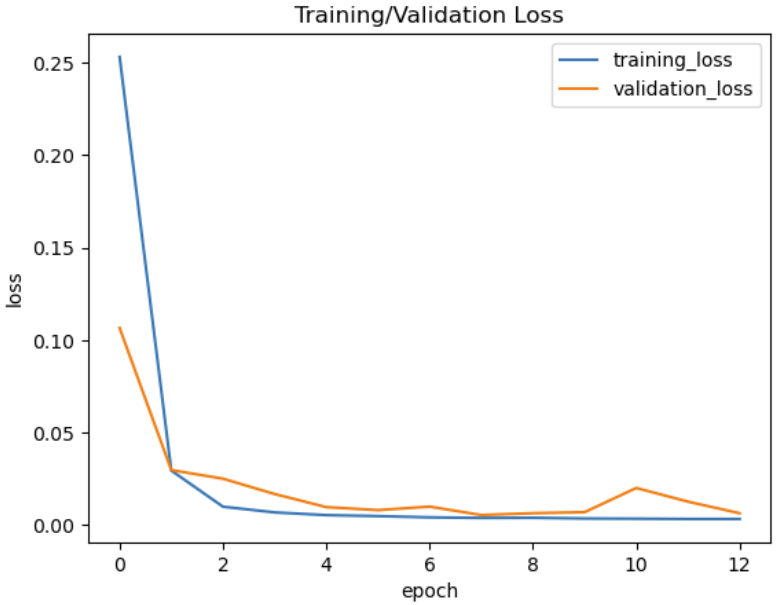 Training/Validation Loss
training_loss
validation_loss
0.25
0.20
0.15
0.10
0.05
0.00
loss
0 2 4 6 8 10 12
epoch